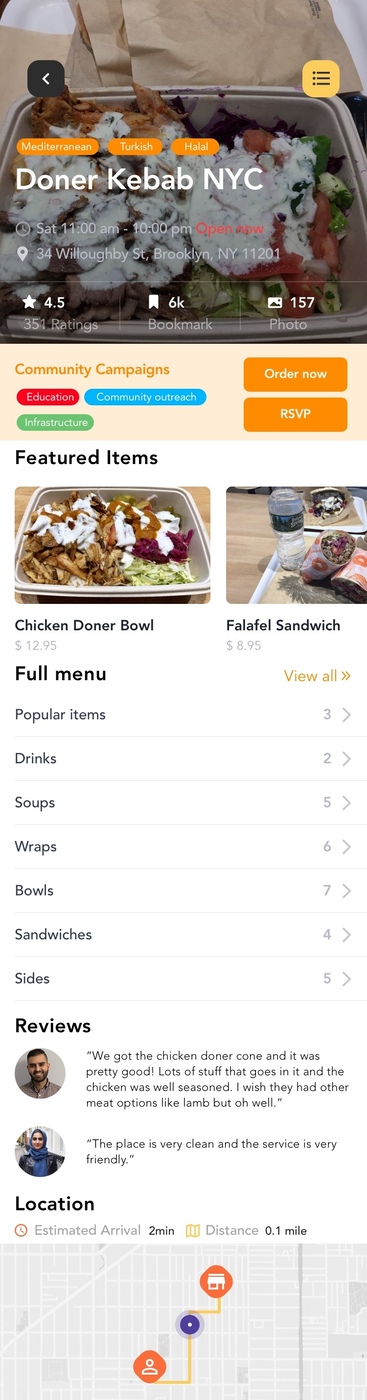 Mediterranean Turkish Halal
Doner Kebab NYC
Sat 11:00 am - 10:00 pm Open now
34 Willoughby St, Brooklyn, NY 11201
4.5 6k 157
351 Ratings Bookmark Photo
Community Campaigns
Order now
Education Community outreach
RSVP
Infrastructure
Featured Items
Chicken Doner Bowl Falafel Sandwich
$ 12.95 $ 8.95
Full menu View all »
Popular items 3
Drinks 2
Soups 5
Wraps 6
Bowls 7
Sandwiches 4
Sides 5
Reviews
“We got the chicken doner cone and it was
pretty good! Lots of stuff that goes in it and the
chicken was well seasoned. I wish they had other
meat options like lamb but oh well.”
“The place is very clean and the service is very
friendly.”
Location
Estimated Arrival 2min Distance 0.1 mile